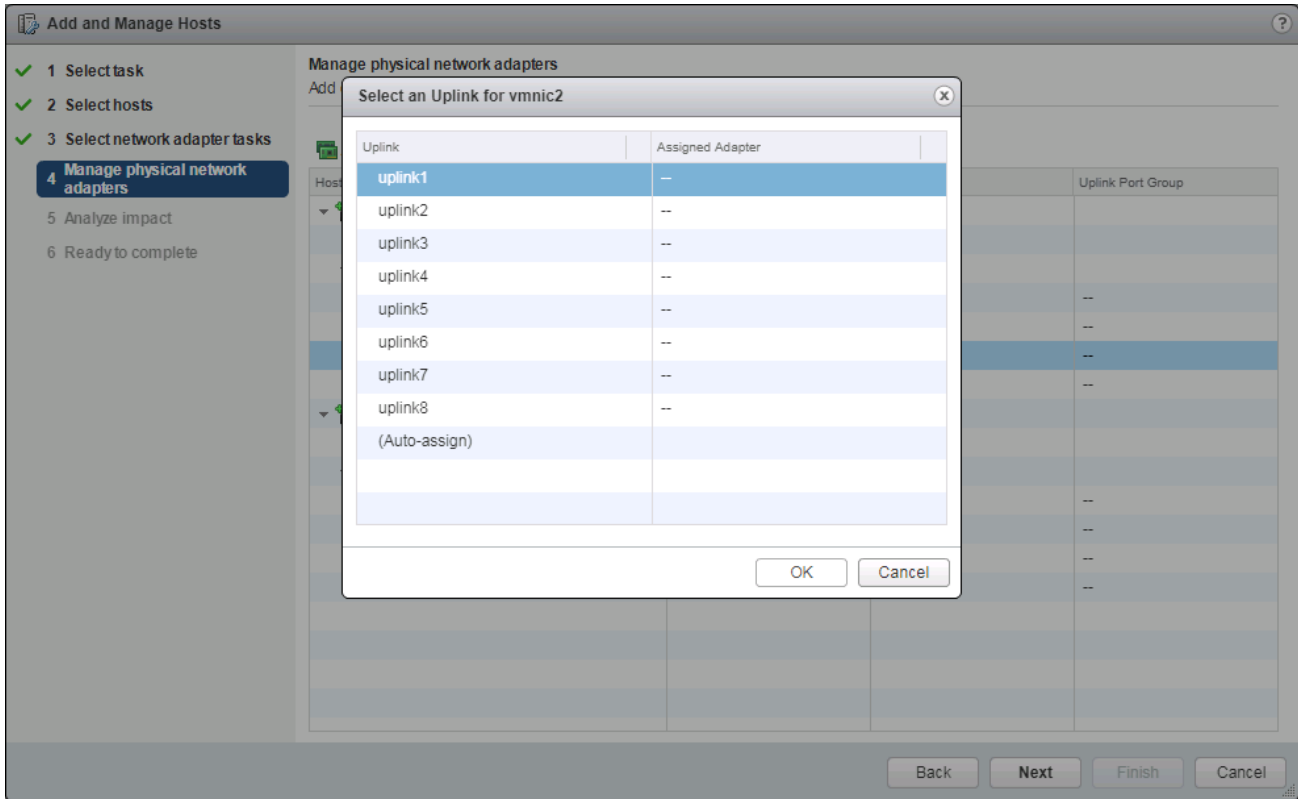 Add and Manage Hosts
?
1 Select task
2 Select hosts
3 Select network adapter tasks
4 Manage physical network adapters
5 Analyze impact
6 Ready to complete
Manage physical network adapters
Add
Select an Uplink for vmnic2
Uplink Assigned Adapter
uplink1 --
uplink2 --
uplink3 --
uplink4 --
uplink5 --
uplink6 --
uplink7 --
uplink8 --
(Auto-assign)
OK Cancel
Host
Uplink Port Group
--
--
--
--
--
--
--
--
Back Next Finish Cancel